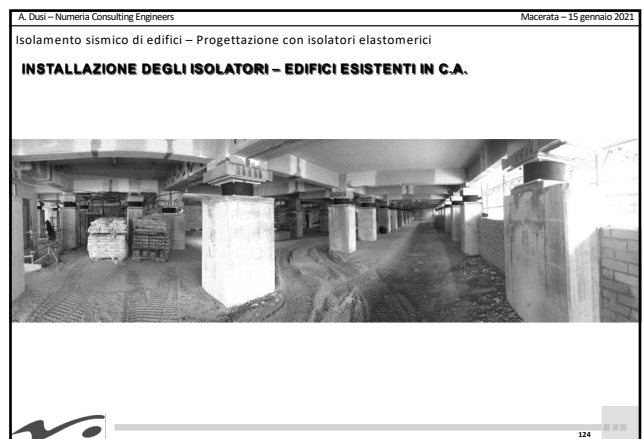 A. Dusi – Numeria Consulting Engineers
Macerata – 15 gennaio 2021
Isolamento sismico di edifici – Progettazione con isolatori elastomerici
INSTALLAZIONE DEGLI ISOLATORI – EDIFICI ESISTENTI IN C.A.
124